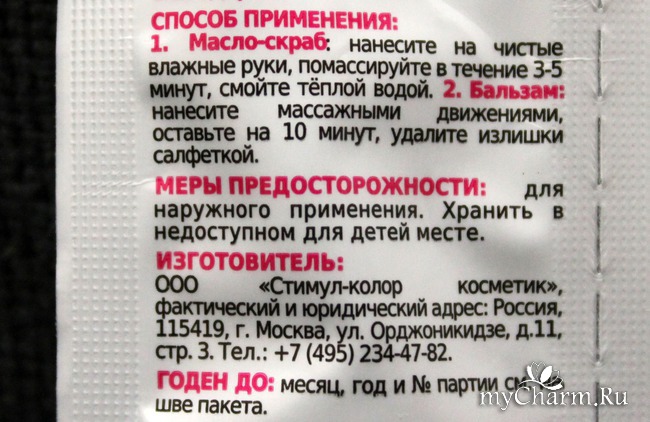 СПОСОБ ПРИМЕНЕНИЯ:
1. Масло-скраб: нанесите на чистые
влажные руки, помассируйте в течение 3-5
минут, смойте тёплой водой. 2. Бальзам:
нанесите массажными движениями,
оставьте на 10 минут, удалите излишки
салфеткой.
МЕРЫ ПРЕДОСТОРОЖНОСТИ: для
наружного применения. Хранить в
недоступном для детей месте.
ИЗГОТОВИТЕЛЬ:
ООО «Стимул-колор косметик»,
фактический и юридический адрес: Россия,
115419, г. Москва, ул. Орджоникидзе, д.11,
стр. 3. Тел.: +7 (495) 234-47-82.
ГОДЕН ДО: месяц, год и № партии
шве пакета.
myCharm.Ru